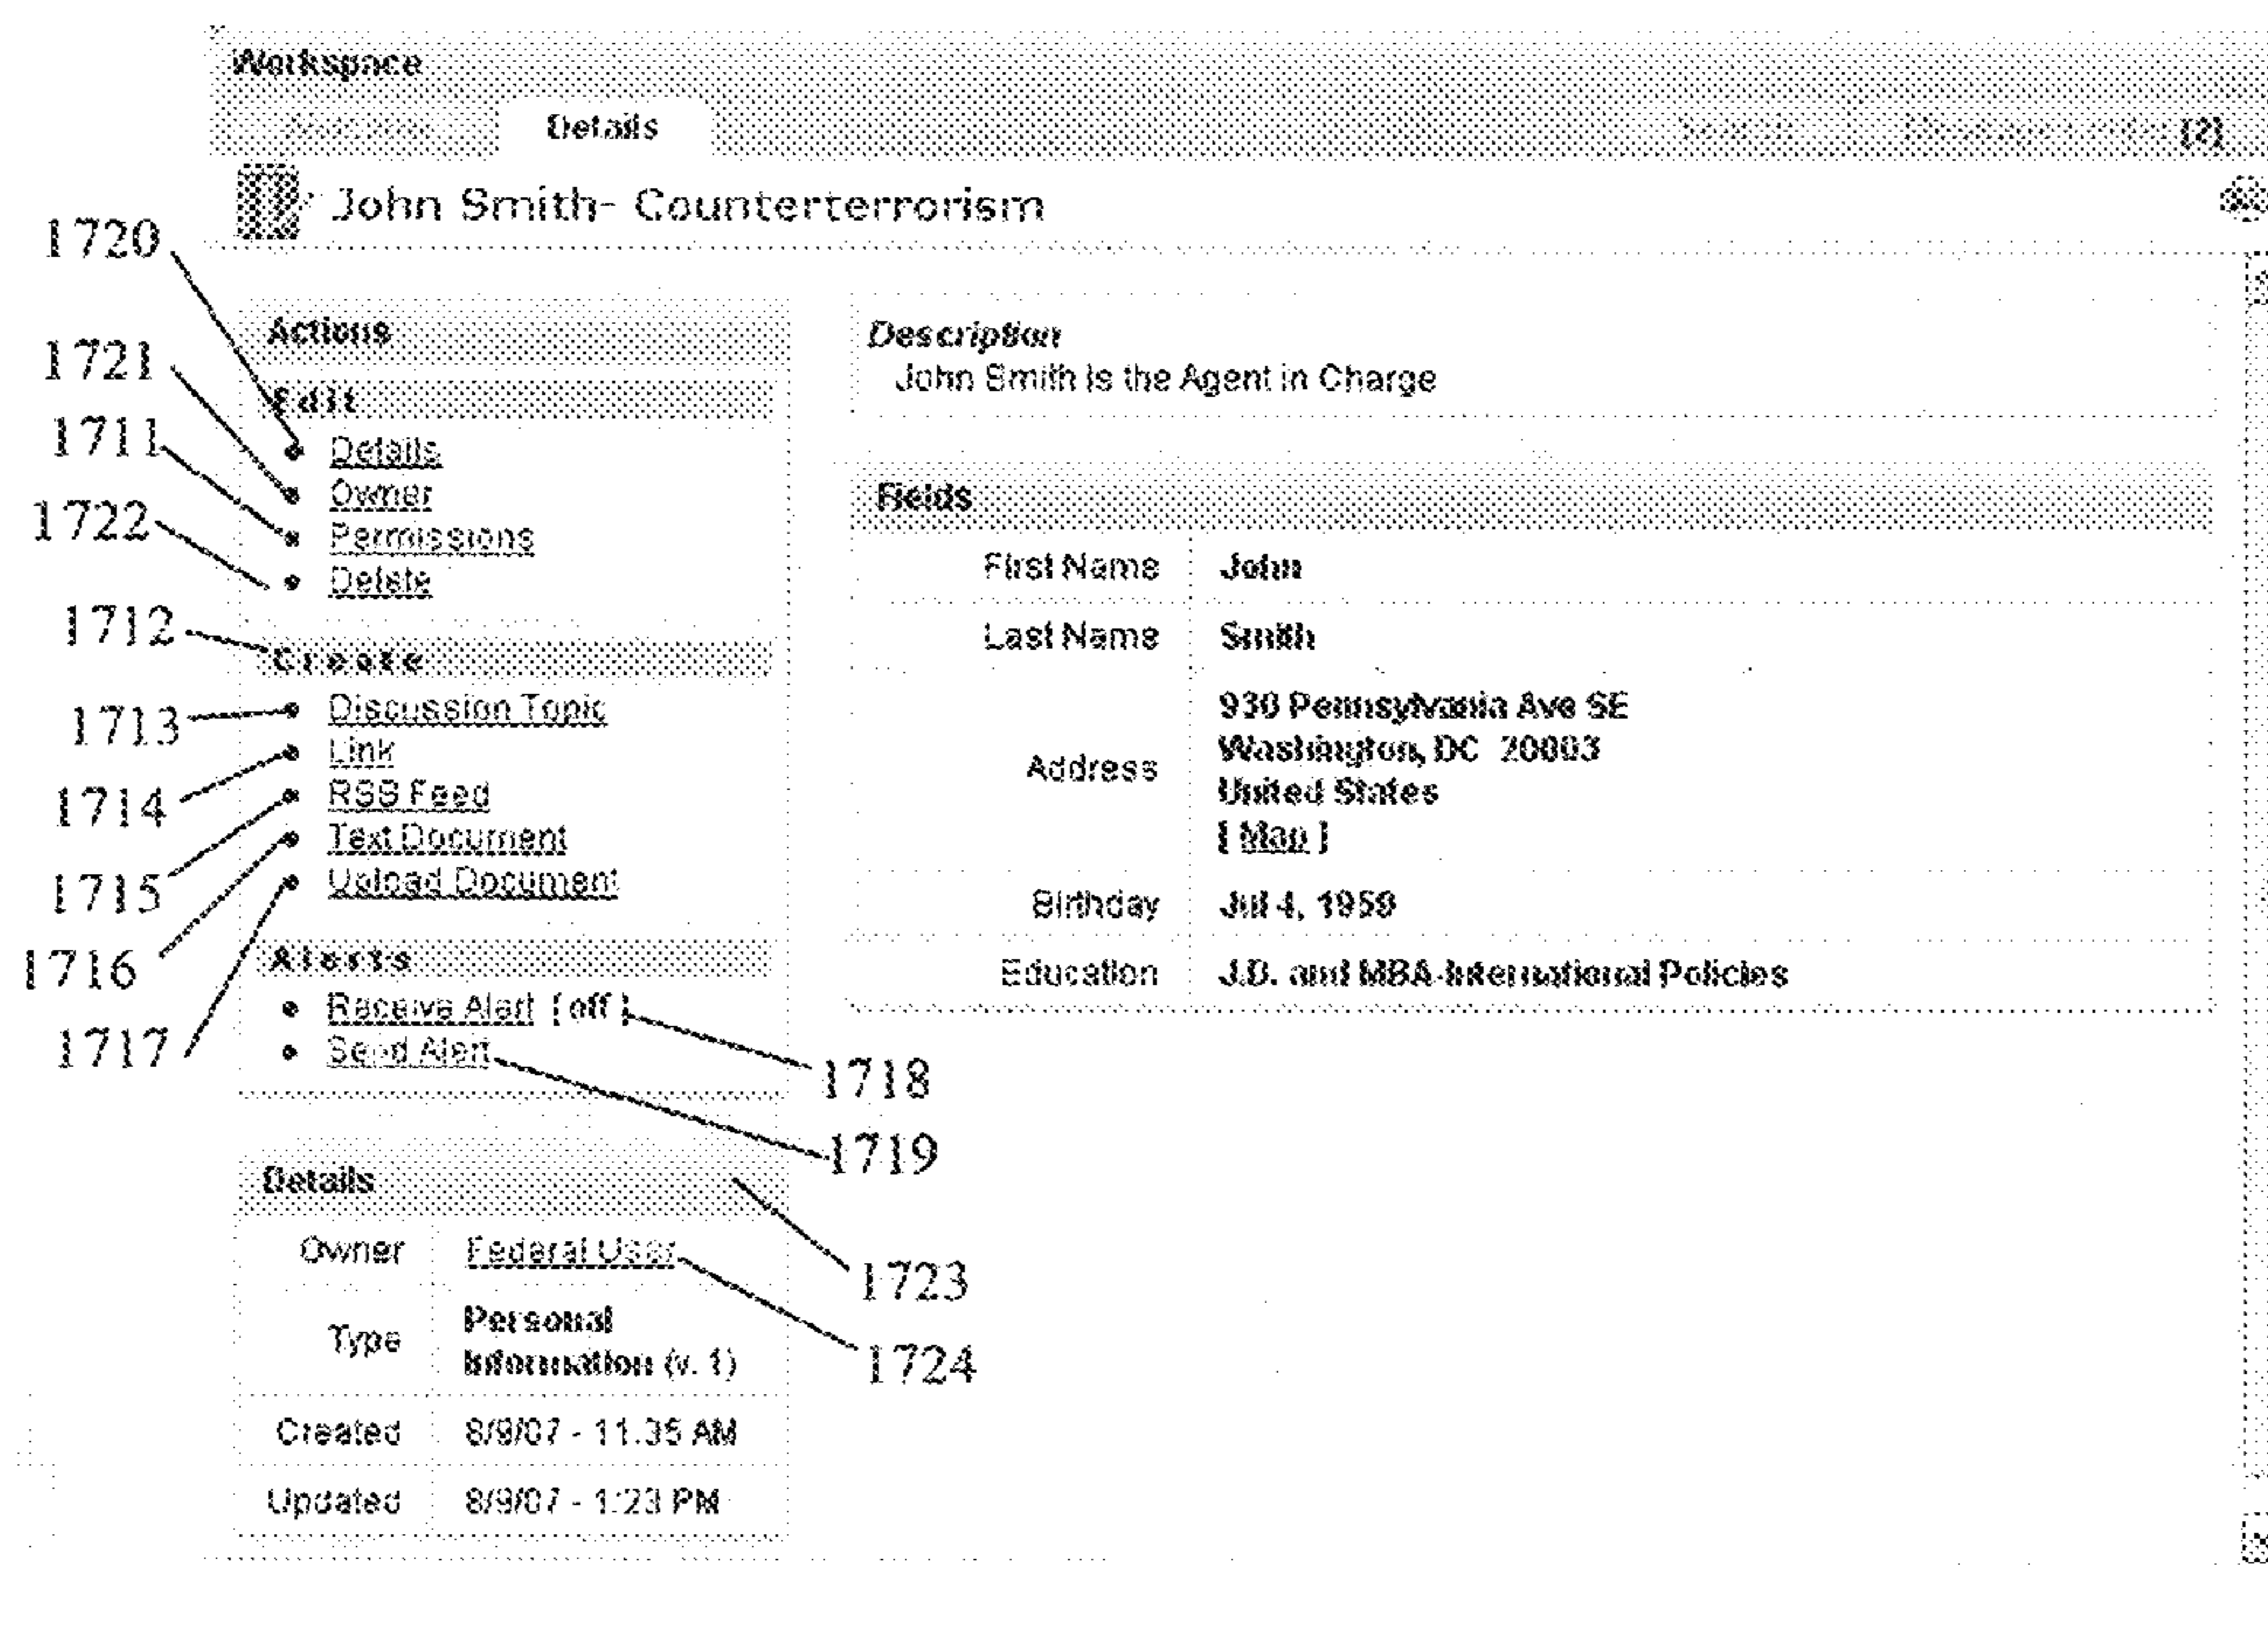 Workspace
Details
[2]
John Smith- Counterterrorism
1720
1721
1711
1722
1712
1713
1714
1715
1716
1717
Actions
Edit
Details
Owner
Permissions
Delete
Create
Discussion Topic
Link
RSS Feed
Text Document
Upload Document
Alerts
Receive Alert [ off ]
Send Alert
1718
1719
Details
Owner Federal User
Type Personal
Information (v. 1)
Created 8/9/07 - 11:35 AM
Updated 8/9/07 - 1:23 PM
1723
1724
Description
John Smith is the Agent in Charge
Fields
First Name John
Last Name Smith
Address
930 Pennsylvania Ave SE
Washington, DC 20003
United States
[ Map ]
Birthday Jul 4, 1959
Education J.D. and MBA-International Policies